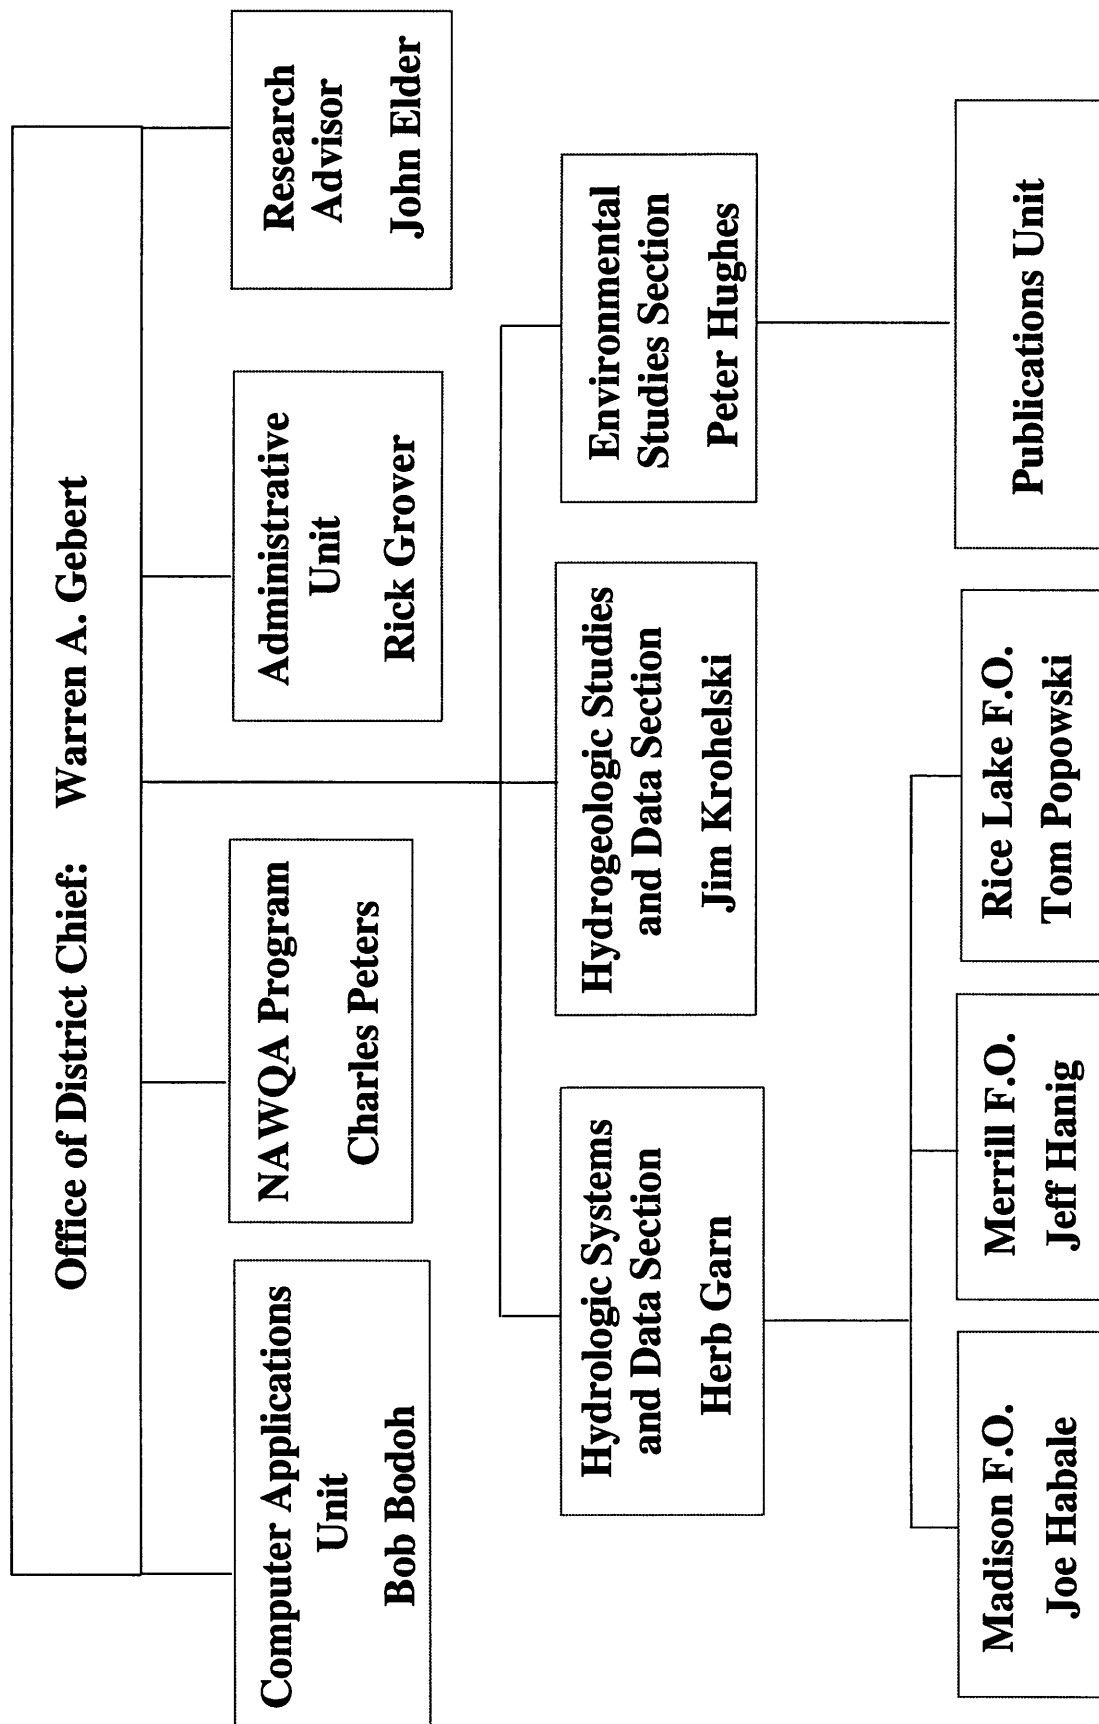 Office of District Chief: Warren A. Gebert
Computer Applications
Unit
Bob Bodoh
NAWQA Program
Charles Peters
Administrative
Unit
Rick Grover
Research
Advisor
John Elder
Hydrologic Systems
and Data Section
Herb Garn
Hydrogeologic Studies
and Data Section
Jim Krohelski
Environmental
Studies Section
Peter Hughes
Madison F.O.
Joe Habale
Merrill F.O.
Jeff Hanig
Rice Lake F.O.
Tom Popowski
Publications Unit